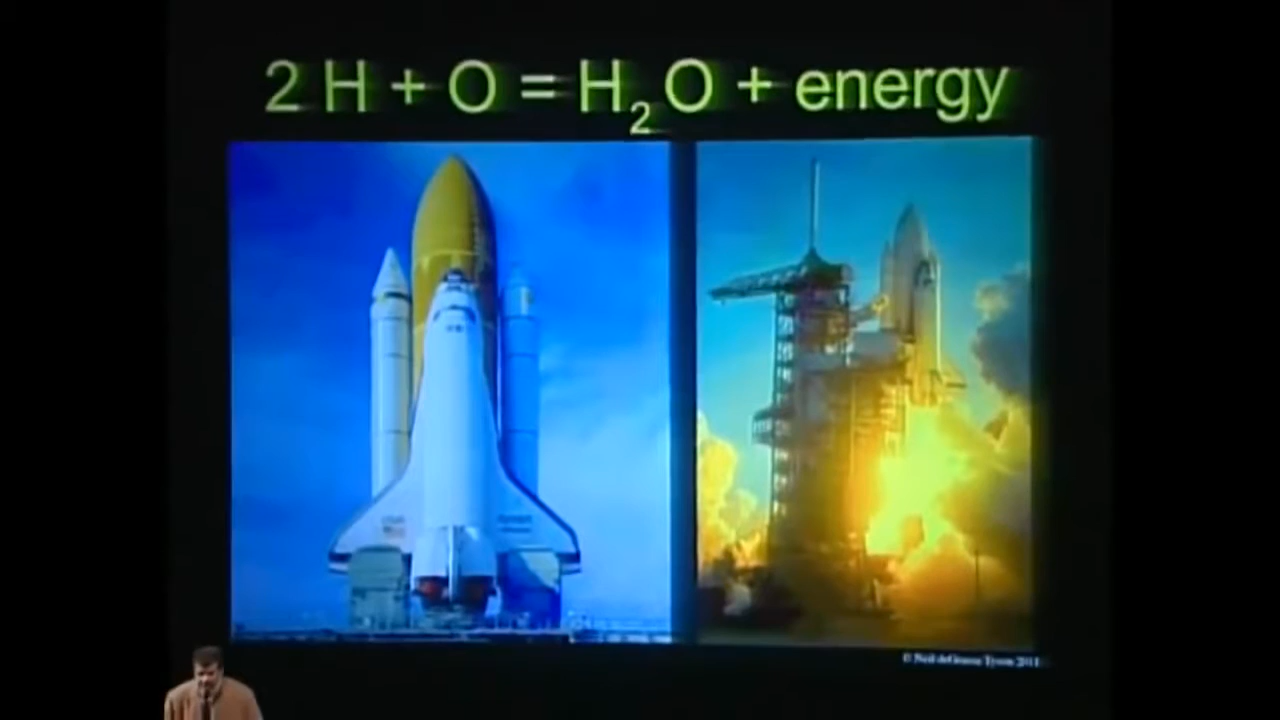 2 H + O = H₂O + energy
© Neil deGrasse Tyson 2011